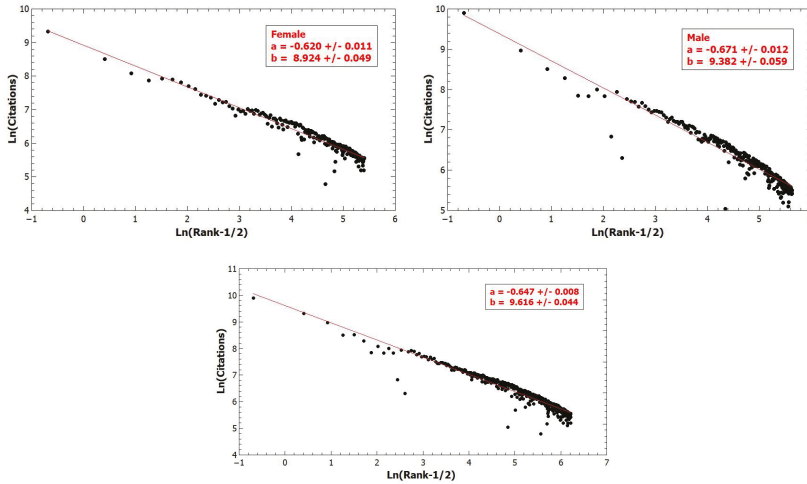 Female
a = -0.620 +/- 0.011
b = 8.924 +/- 0.049
Ln(Citations)
10
9
8
7
6
5
4
−1 0 1 2 3 4 5 6
Ln(Rank-1/2)
Male
a = -0.671 +/- 0.012
b = 9.382 +/- 0.059
Ln(Citations)
10
9
8
7
6
5
−1 0 1 2 3 4 5
Ln(Rank-1/2)
a = -0.647 +/- 0.008
b = 9.616 +/- 0.044
Ln(Citations)
11
10
9
8
7
6
5
4
−1 0 1 2 3 4 5 6 7
Ln(Rank-1/2)